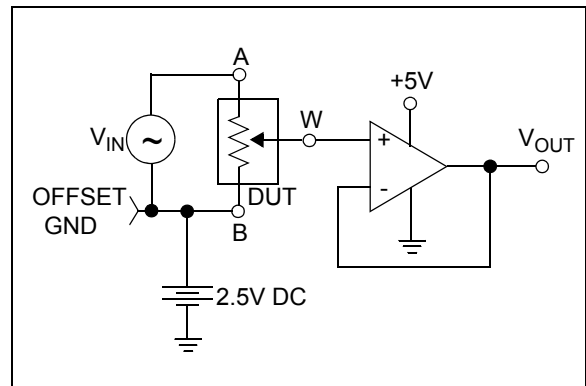 A
+5V
W
V_OUT
V_IN
~
+
-
OFFSET
GND
DUT
B
2.5V DC